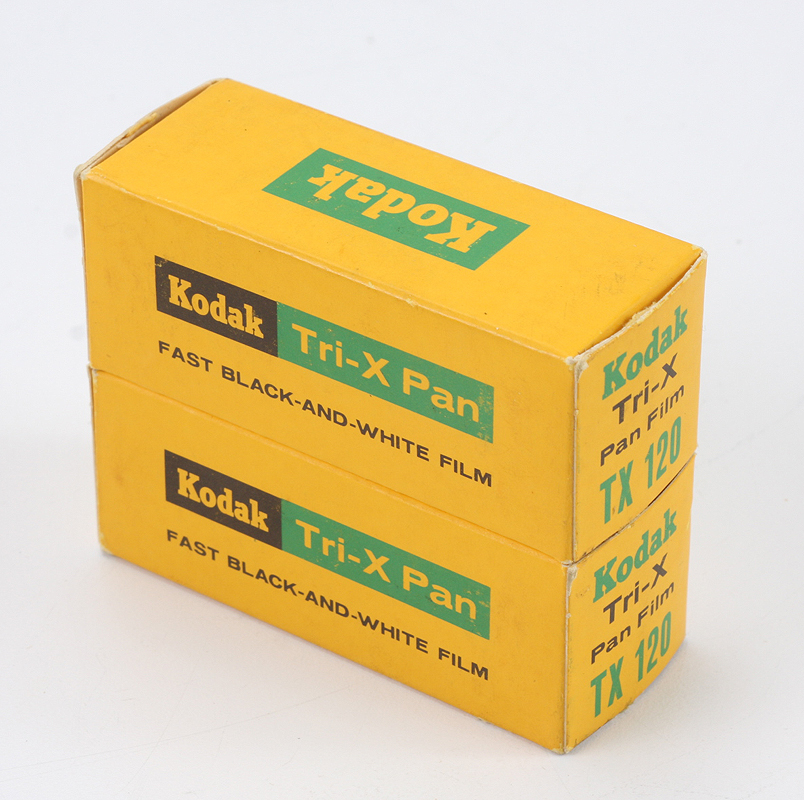 Kodak
Kodak Tri-X Pan
FAST BLACK-AND-WHITE FILM
Kodak
Tri-X
Pan Film
TX 120
Kodak Tri-X Pan
FAST BLACK-AND-WHITE FILM
Kodak
Tri-X
Pan Film
TX 120